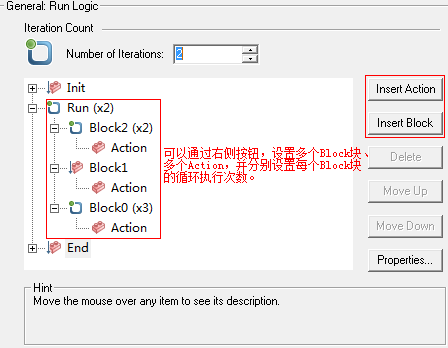 General: Run Logic
Iteration Count
Number of Iterations: 2
Init
Run (x2)
Block2 (x2)
Action
Block1
Action
Block0 (x3)
Action
End
可以通过右侧按钮，设置多个Block块、
多个Action，并分别设置每个Block块
的循环执行次数。
Insert Action
Insert Block
Delete
Move Up
Move Down
Properties...
Hint
Move the mouse over any item to see its description.